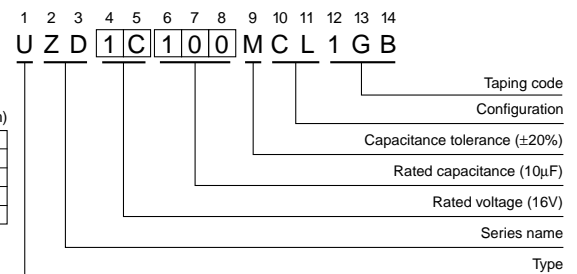 1 2 3 4 5 6 7 8 9 10 11 12 13 14
U Z D 1 C 1 0 0 M C L 1 G B
Taping code
n)
Configuration
Capacitance tolerance (±20%)
Rated capacitance (10μF)
Rated voltage (16V)
Series name
Type